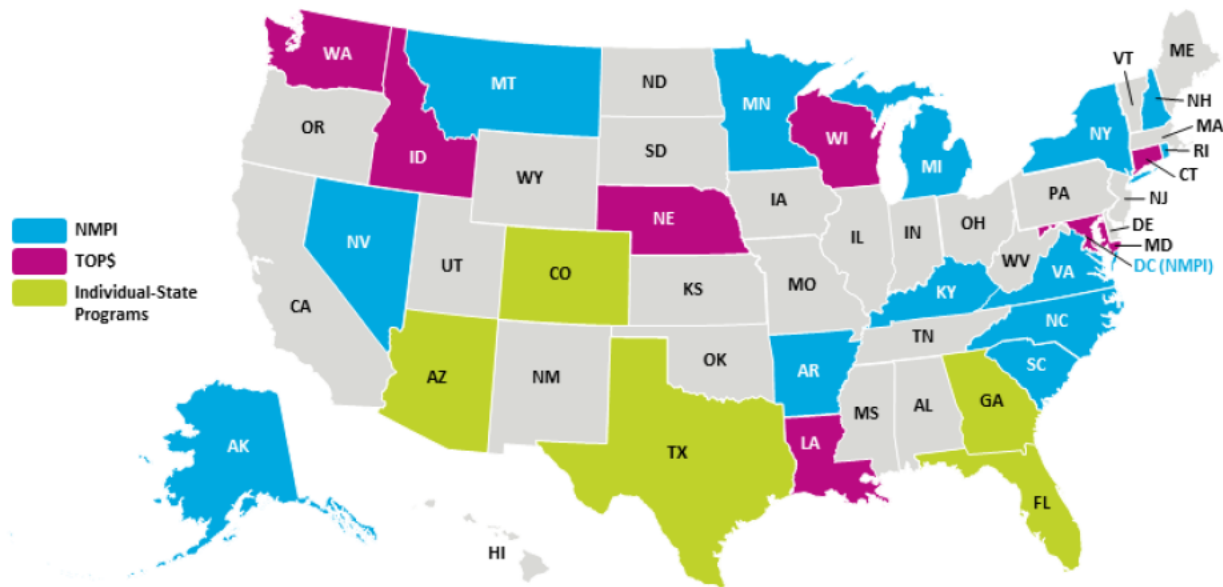 WA
MT
ND
MN
VT
ME
NH
OR
ID
WY
SD
WI
MI
NY
MA
RI
CT
NE
IA
PA
NJ
NMPI
TOP$
Individual-State
Programs
NV
UT
CO
KS
IL
IN
OH
WV
DE
MD
DC (NMPI)
VA
CA
MO
KY
NC
TN
AZ
NM
OK
AR
SC
MS
AL
GA
TX
LA
FL
AK
HI